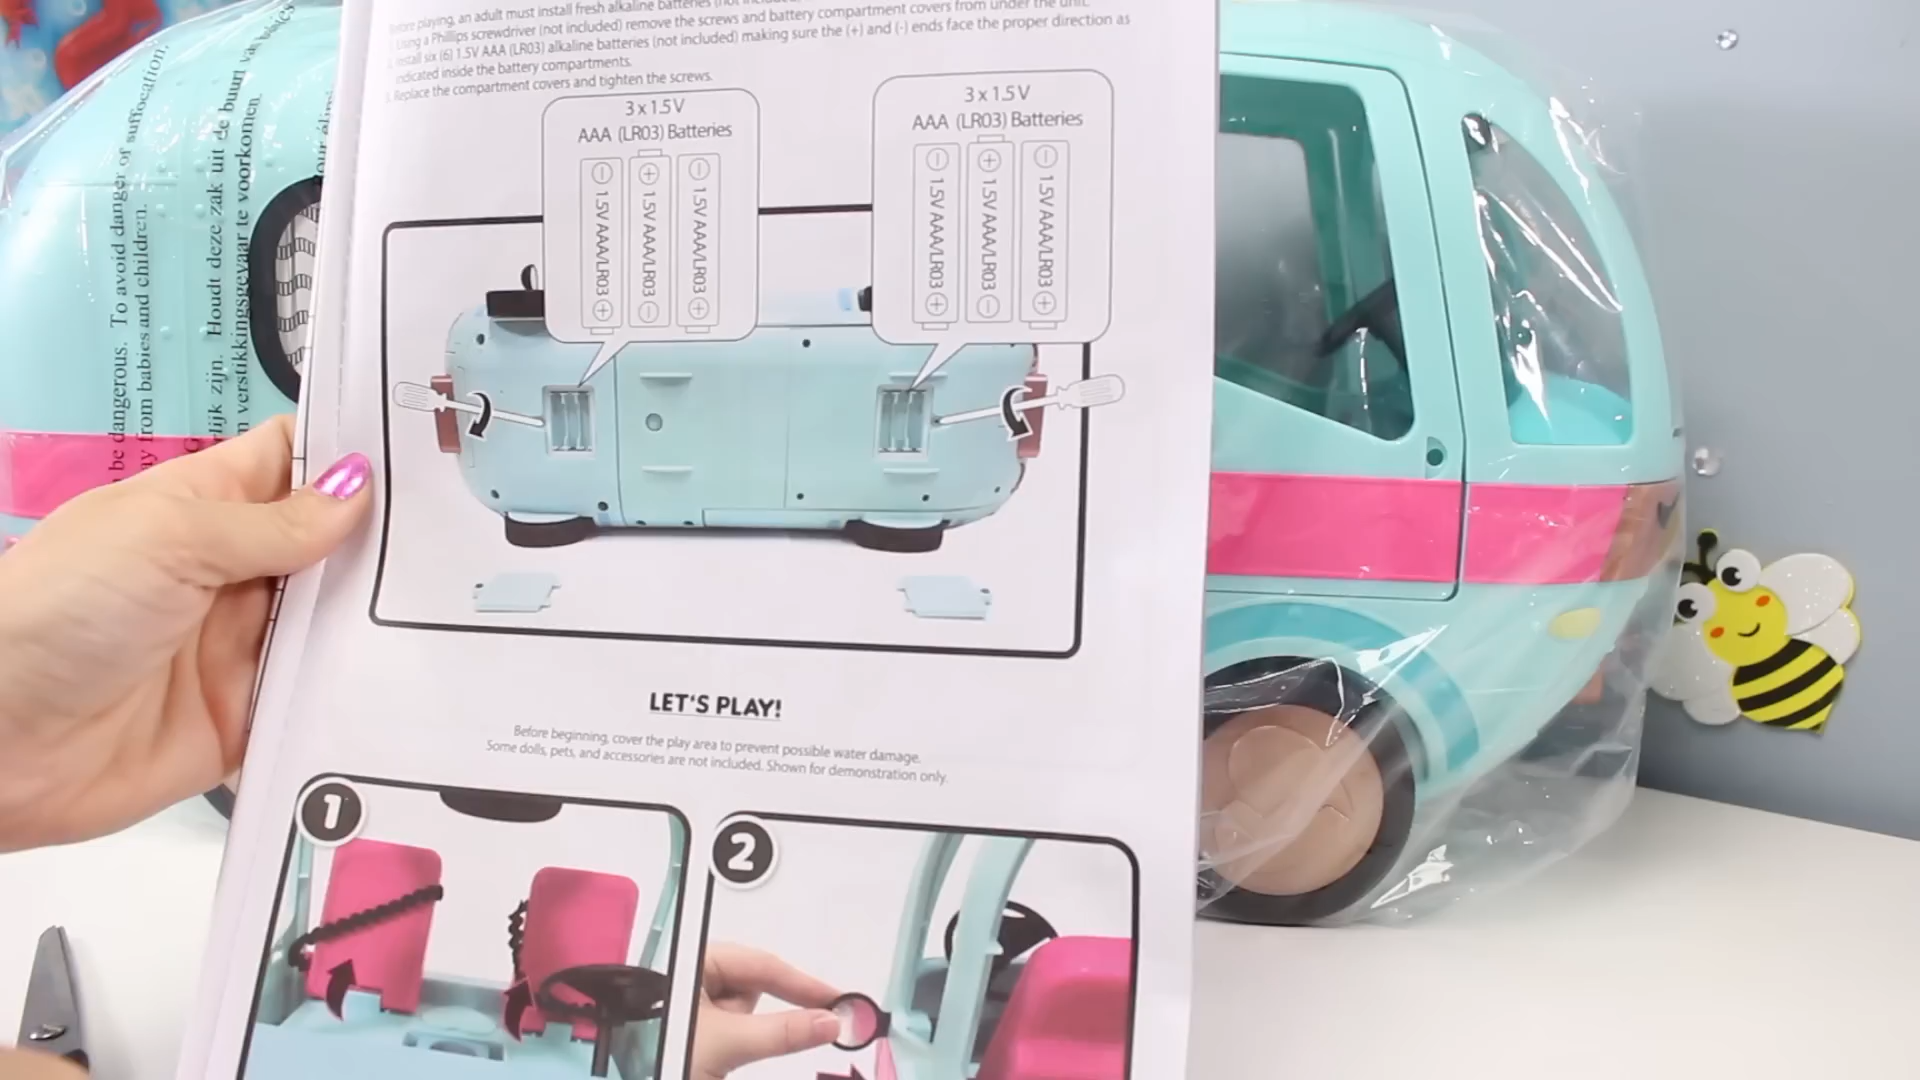 Before playing, an adult must install fresh alkaline batteries (not
Using a Phillips screwdriver (not included) remove the screws and battery compartment covers from under the unit.
Install six (6) 1.5V AAA (LR03) alkaline batteries (not included) making sure the (+) and (-) ends face the proper direction as
indicated inside the battery compartments.
Replace the compartment covers and tighten the screws.
3 x 1.5 V
AAA (LR03) Batteries
1.5V AAA/LR03
1.5V AAA/LR03
1.5V AAA/LR03
3 x 1.5 V
AAA (LR03) Batteries
1.5V AAA/LR03
1.5V AAA/LR03
1.5V AAA/LR03
LET'S PLAY!
Before beginning, cover the play area to prevent possible water damage.
Some dolls, pets, and accessories are not included. Shown for demonstration only.
1
2
be dangerous. To avoid danger of suffocation,
from babies and children.
zijn. Houdt deze zak uit de buurt van babies
verstikkingsgevaar te voorkomen.